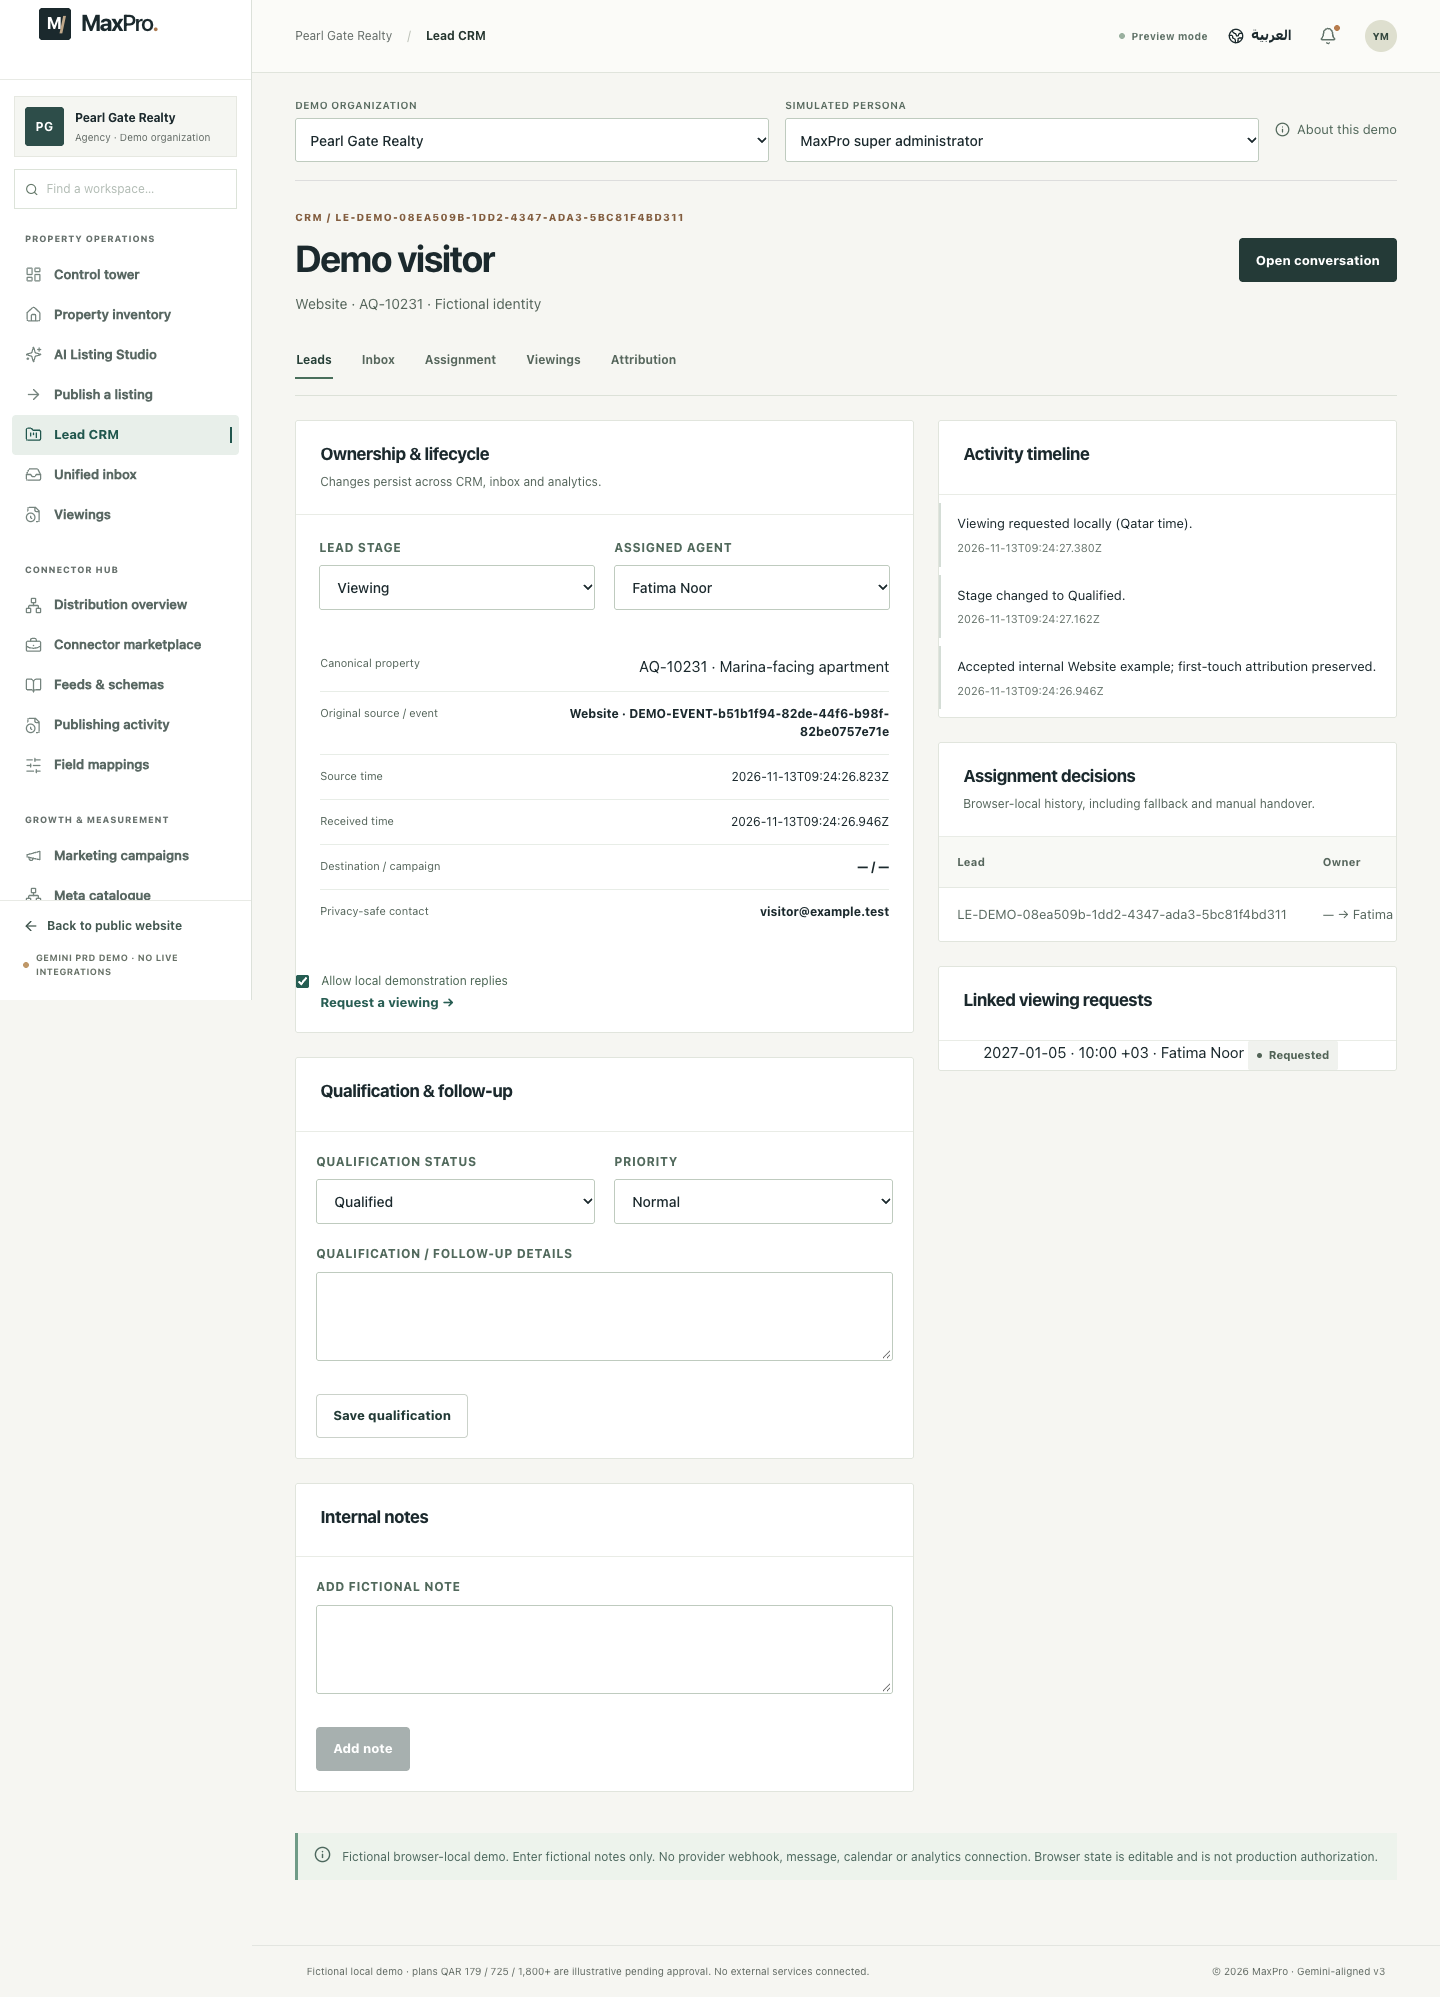 M/ MaxPro.
PG
Pearl Gate Realty
Agency · Demo organization
Find a workspace...
PROPERTY OPERATIONS
Control tower
Property inventory
AI Listing Studio
Publish a listing
Lead CRM
Unified inbox
Viewings
CONNECTOR HUB
Distribution overview
Connector marketplace
Feeds & schemas
Publishing activity
Field mappings
GROWTH & MEASUREMENT
Marketing campaigns
Meta catalogue
Back to public website
GEMINI PRD DEMO · NO LIVE
INTEGRATIONS
Pearl Gate Realty / Lead CRM
Preview mode
العربية
YM
DEMO ORGANIZATION
Pearl Gate Realty
SIMULATED PERSONA
MaxPro super administrator
About this demo
CRM / LE-DEMO-08EA509B-1DD2-4347-ADA3-5BC81F4BD311
Demo visitor
Website · AQ-10231 · Fictional identity
Open conversation
Leads
Inbox
Assignment
Viewings
Attribution
Ownership & lifecycle
Changes persist across CRM, inbox and analytics.
LEAD STAGE
Viewing
ASSIGNED AGENT
Fatima Noor
Canonical property
AQ-10231 · Marina-facing apartment
Original source / event
Website · DEMO-EVENT-b51b1f94-82de-44f6-b98f-
82be0757e71e
Source time
2026-11-13T09:24:26.823Z
Received time
2026-11-13T09:24:26.946Z
Destination / campaign
— / —
Privacy-safe contact
visitor@example.test
Allow local demonstration replies
Request a viewing →
Qualification & follow-up
QUALIFICATION STATUS
Qualified
PRIORITY
Normal
QUALIFICATION / FOLLOW-UP DETAILS
Save qualification
Internal notes
ADD FICTIONAL NOTE
Add note
Activity timeline
Viewing requested locally (Qatar time).
2026-11-13T09:24:27.380Z
Stage changed to Qualified.
2026-11-13T09:24:27.162Z
Accepted internal Website example; first-touch attribution preserved.
2026-11-13T09:24:26.946Z
Assignment decisions
Browser-local history, including fallback and manual handover.
Lead
Owner
LE-DEMO-08ea509b-1dd2-4347-ada3-5bc81f4bd311
— → Fatima
Linked viewing requests
2027-01-05 · 10:00 +03 · Fatima Noor
Requested
Fictional browser-local demo. Enter fictional notes only. No provider webhook, message, calendar or analytics connection. Browser state is editable and is not production authorization.
Fictional local demo · plans QAR 179 / 725 / 1,800+ are illustrative pending approval. No external services connected.
© 2026 MaxPro · Gemini-aligned v3